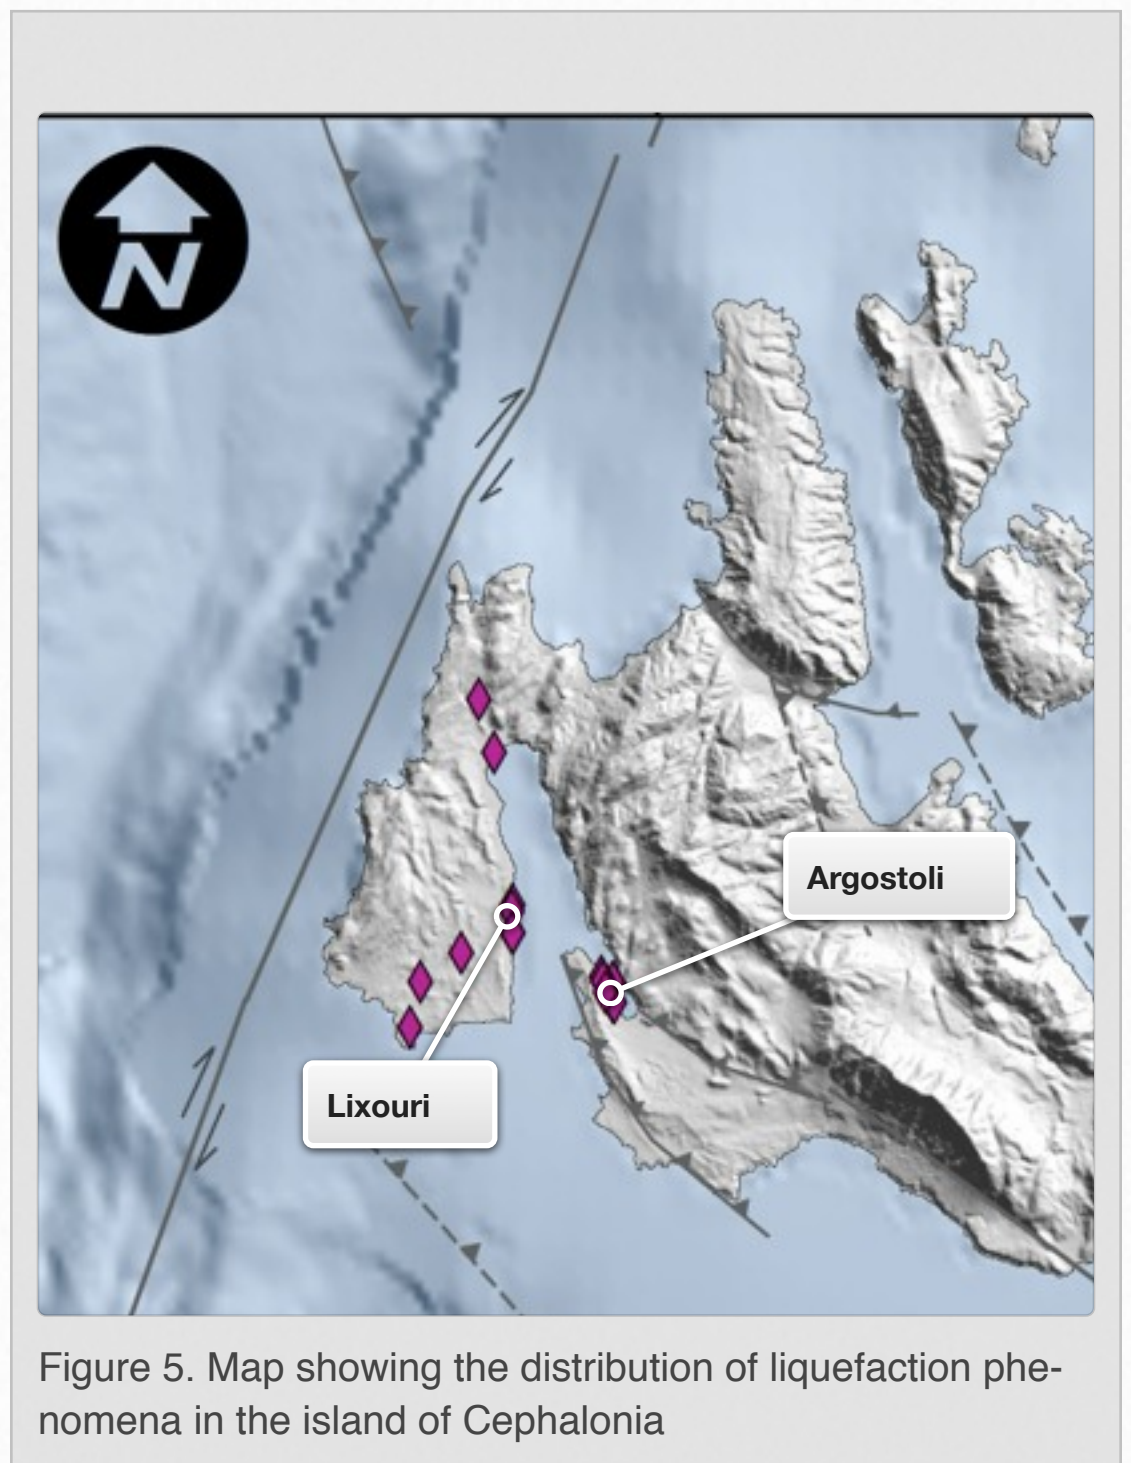 N
Argostoli
Lixouri
Figure 5. Map showing the distribution of liquefaction phe-
nomena in the island of Cephalonia